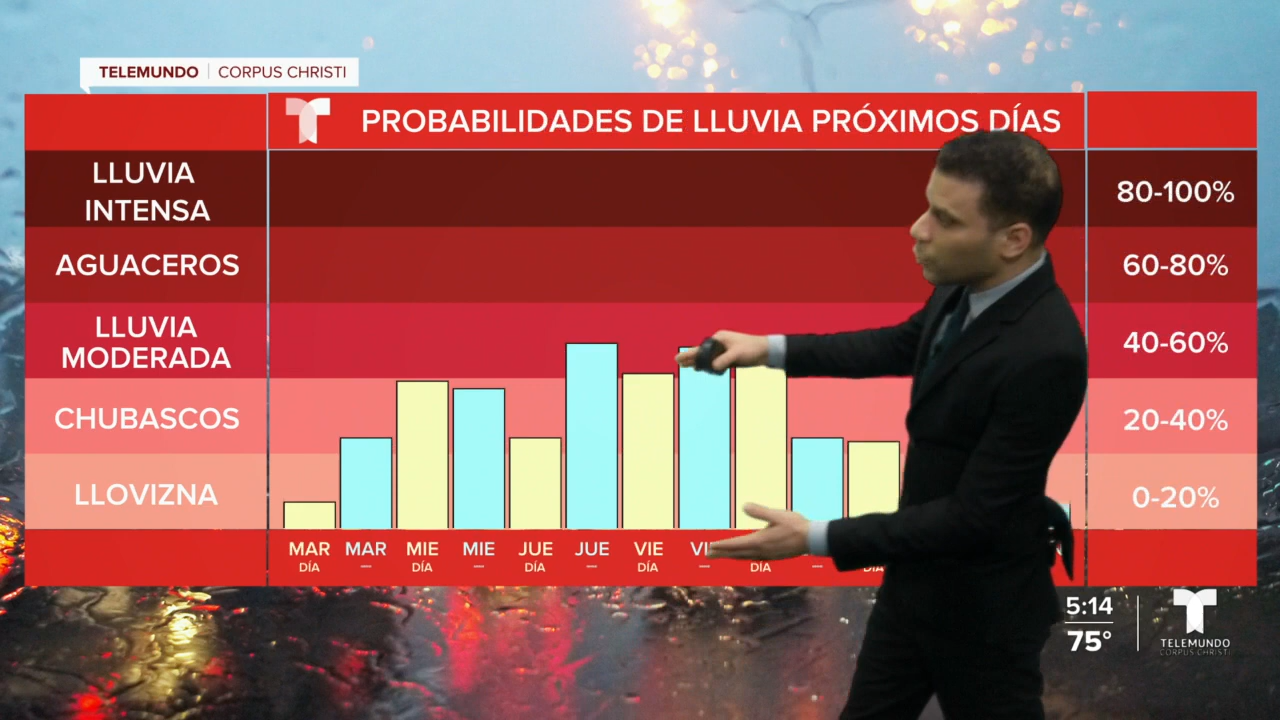 TELEMUNDO | CORPUS CHRISTI
PROBABILIDADES DE LLUVIA PRÓXIMOS DÍAS
LLUVIA
INTENSA
80-100%
AGUACEROS
60-80%
LLUVIA
MODERADA
40-60%
CHUBASCOS
20-40%
LLOVIZNA
0-20%
MAR MAR MIE MIE JUE JUE VIE
DÍA — DÍA — DÍA — DÍA — DÍA — DÍA
5:14
75°
TELEMUNDO
CORPUS CHRISTI